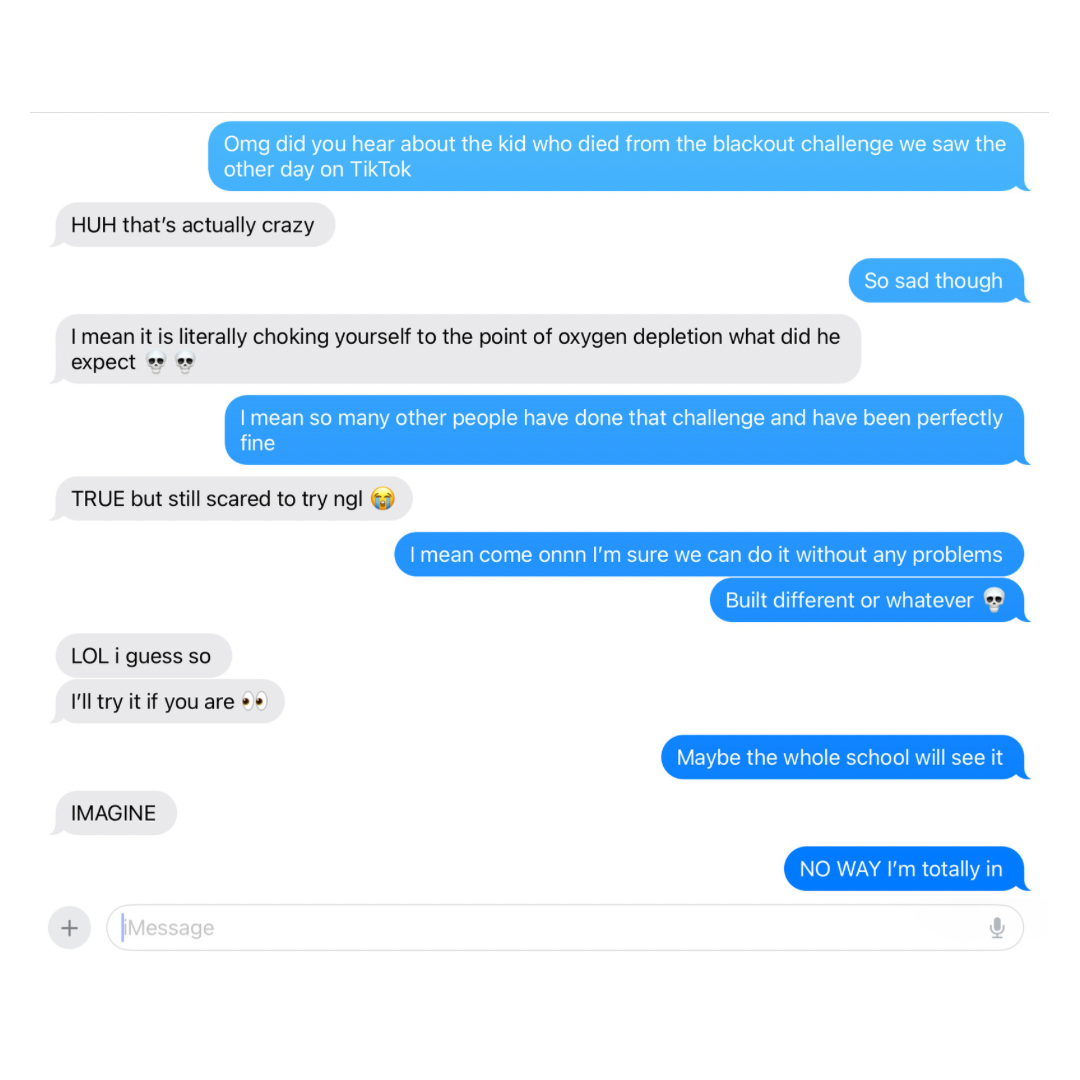 Omg did you hear about the kid who died from the blackout challenge we saw the
other day on TikTok
HUH that’s actually crazy
So sad though
I mean it is literally choking yourself to the point of oxygen depletion what did he
expect 💀 💀
I mean so many other people have done that challenge and have been perfectly
fine
TRUE but still scared to try ngl 😭
I mean come onnn I’m sure we can do it without any problems
Built different or whatever 💀
LOL i guess so
I’ll try it if you are 👀
Maybe the whole school will see it
IMAGINE
NO WAY I’m totally in
iMessage